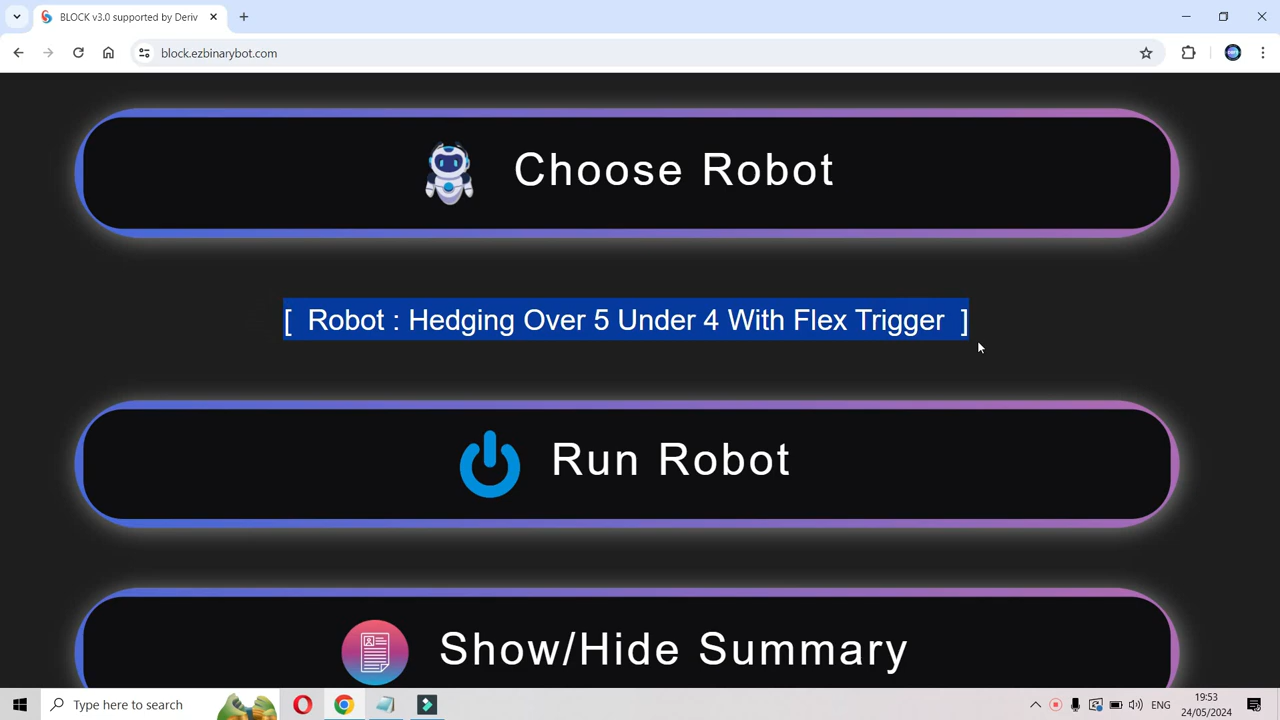 BLOCK v3.0 supported by Deriv
block.ezbinarybot.com
Choose Robot
[ Robot : Hedging Over 5 Under 4 With Flex Trigger ]
Run Robot
Show/Hide Summary
Type here to search
ENG
19:53
24/05/2024